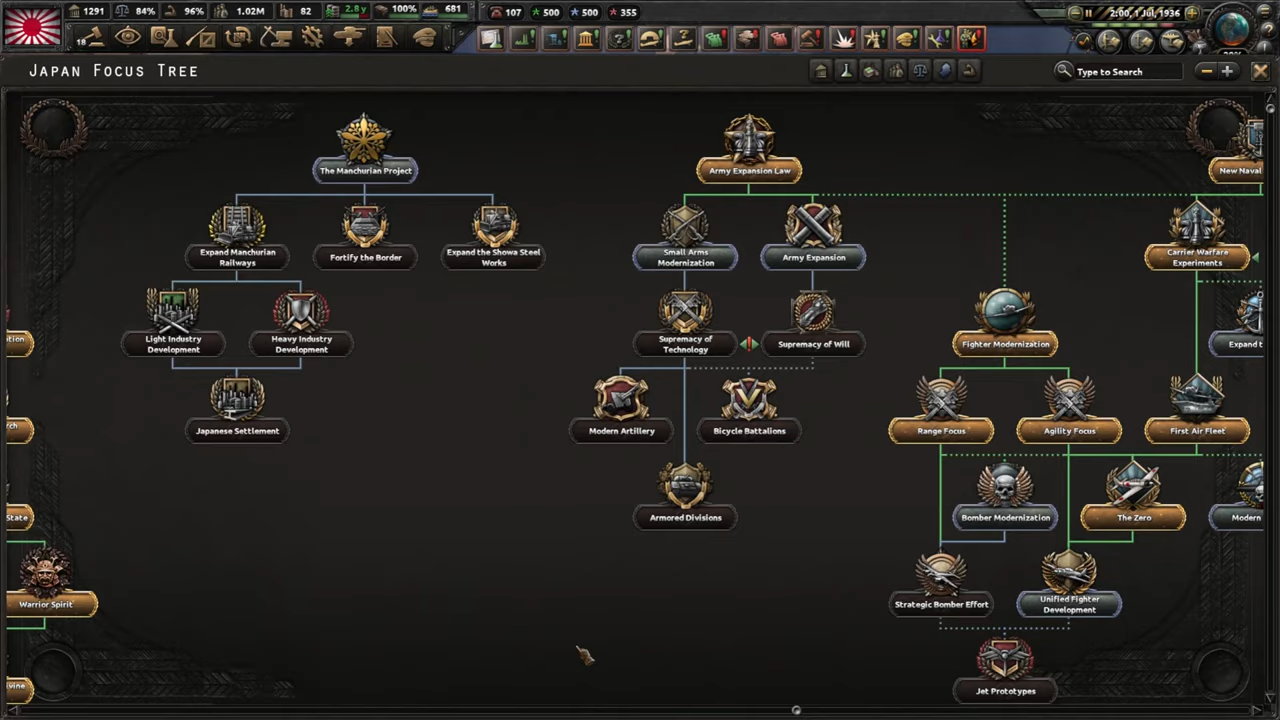 1291
84%
96%
1.02M
82
2.8 y
100%
681
107
500
500
355
2:00, 1 Jul, 1936
18
Japan Focus Tree
Type to Search
The Manchurian Project
Army Expansion Law
New Naval
Expand Manchurian
Railways
Fortify the Border
Expand the Showa Steel
Works
Small Arms
Modernization
Army Expansion
Carrier Warfare
Experiments
Light Industry
Development
Heavy Industry
Development
Supremacy of
Technology
Supremacy of Will
Fighter Modernization
Expand t
Japanese Settlement
Modern Artillery
Bicycle Battalions
Range Focus
Agility Focus
First Air Fleet
State
Armored Divisions
Bomber Modernization
The Zero
Modern
Warrior Spirit
Strategic Bomber Effort
Unified Fighter
Development
Jet Prototypes